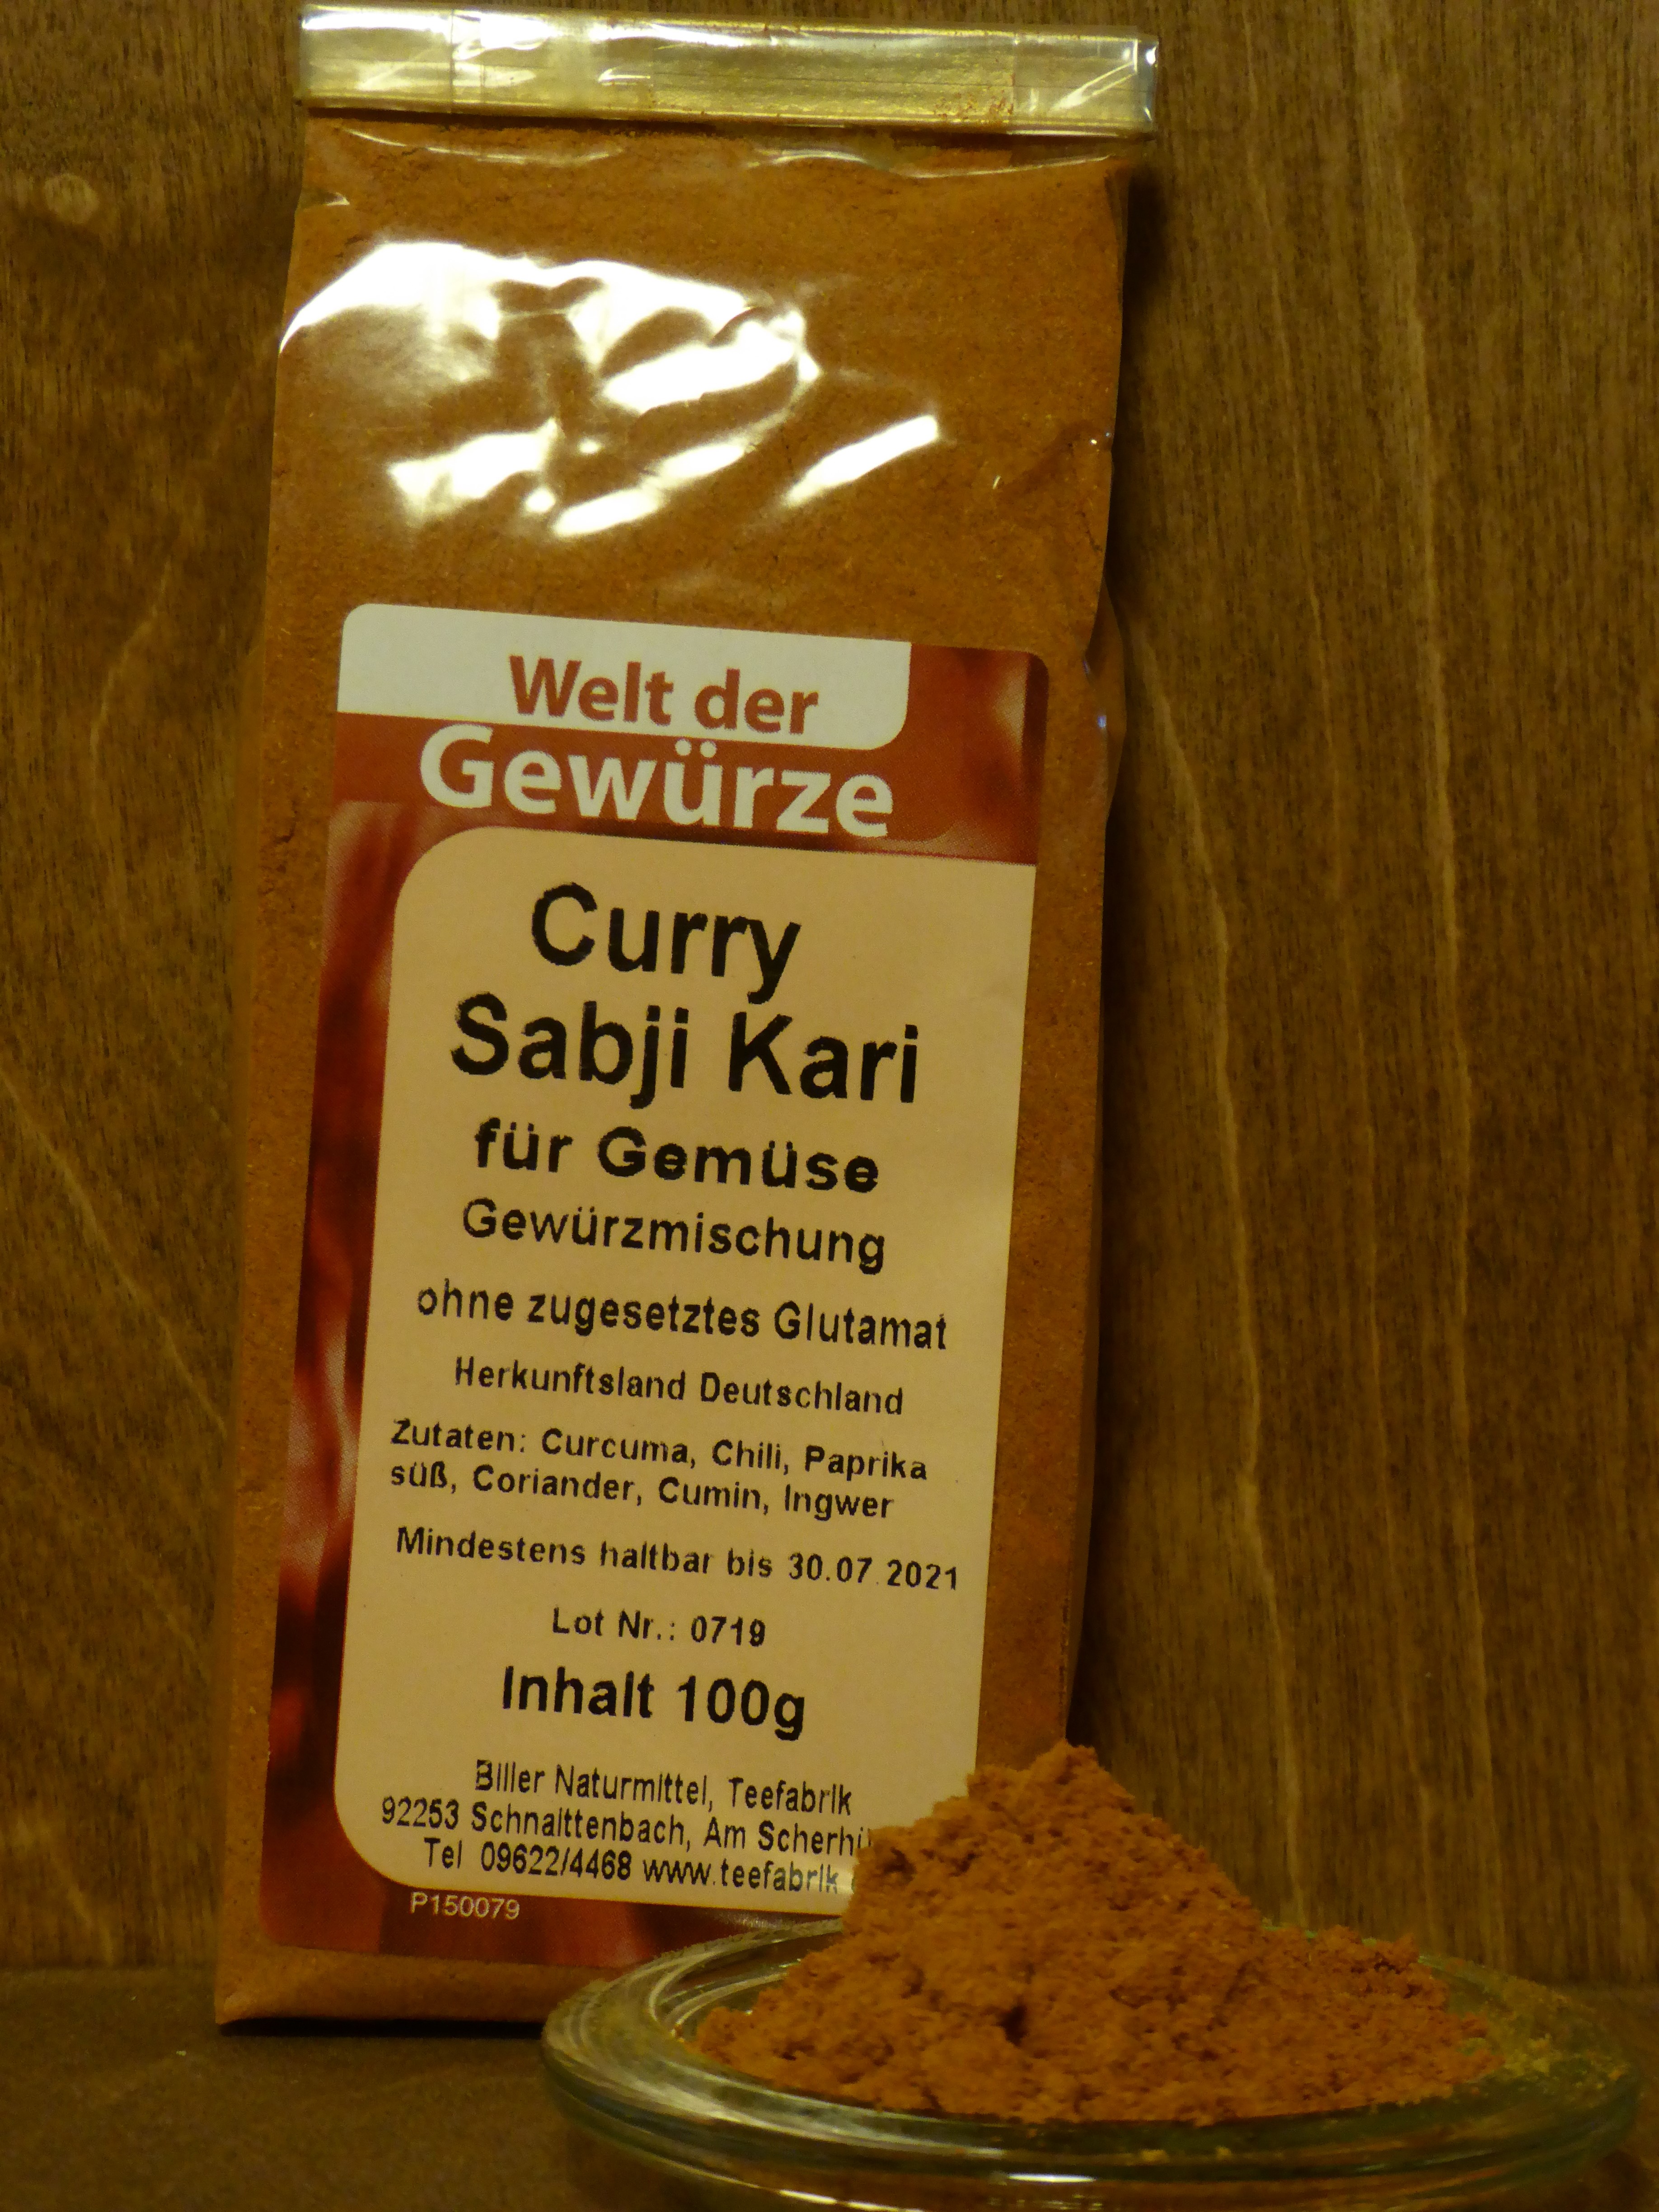 Welt der
Gewürze
Curry
Sabji Kari
für Gemüse
Gewürzmischung
ohne zugesetztes Glutamat
Herkunftsland Deutschland
Zutaten: Curcuma, Chili, Paprika
süß, Coriander, Cumin, Ingwer
Mindestens haltbar bis 30.07.2021
Lot Nr.: 0719
Inhalt 100g
Biller Naturmittel, Teefabrik
92253 Schnaittenbach, Am
Tel 09622/4468 www.teefabrik
P150079